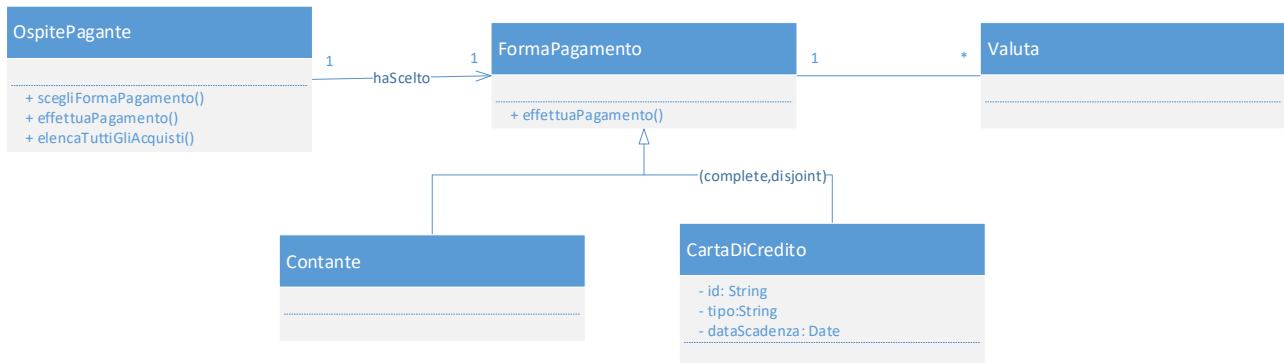 OspitePagante
+ scegliFormaPagamento()
+ effettuaPagamento()
+ elencaTuttiGliAcquisti()
1
haScelto
1
FormaPagamento
+ effettuaPagamento()
1
*
Valuta
(complete,disjoint)
Contante
CartaDiCredito
- id: String
- tipo:String
- dataScadenza: Date